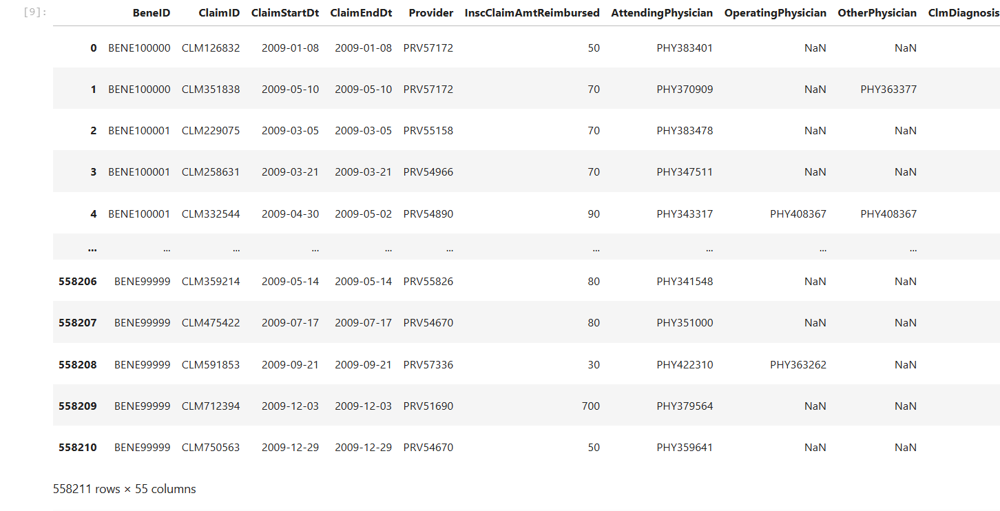 [9]: BeneID ClaimID ClaimStartDt ClaimEndDt Provider InscClaimAmtReimbursed AttendingPhysician OperatingPhysician OtherPhysician ClmDiagnosis
0 BENE100000 CLM126832 2009-01-08 2009-01-08 PRV57172 50 PHY383401 NaN NaN
1 BENE100000 CLM351838 2009-05-10 2009-05-10 PRV57172 70 PHY370909 NaN PHY363377
2 BENE100001 CLM229075 2009-03-05 2009-03-05 PRV55158 70 PHY383478 NaN NaN
3 BENE100001 CLM258631 2009-03-21 2009-03-21 PRV54966 70 PHY347511 NaN NaN
4 BENE100001 CLM332544 2009-04-30 2009-05-02 PRV54890 90 PHY343317 PHY408367 PHY408367
... ... ... ... ... ... ... ... ... ...
558206 BENE99999 CLM359214 2009-05-14 2009-05-14 PRV55826 80 PHY341548 NaN NaN
558207 BENE99999 CLM475422 2009-07-17 2009-07-17 PRV54670 80 PHY351000 NaN NaN
558208 BENE99999 CLM591853 2009-09-21 2009-09-21 PRV57336 30 PHY422310 PHY363262 NaN
558209 BENE99999 CLM712394 2009-12-03 2009-12-03 PRV51690 700 PHY379564 NaN NaN
558210 BENE99999 CLM750563 2009-12-29 2009-12-29 PRV54670 50 PHY359641 NaN NaN
558211 rows × 55 columns